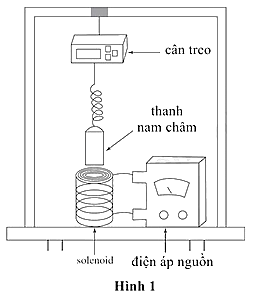 cân treo
thanh
nam châm
solenoid
điện áp nguồn
Hình 1